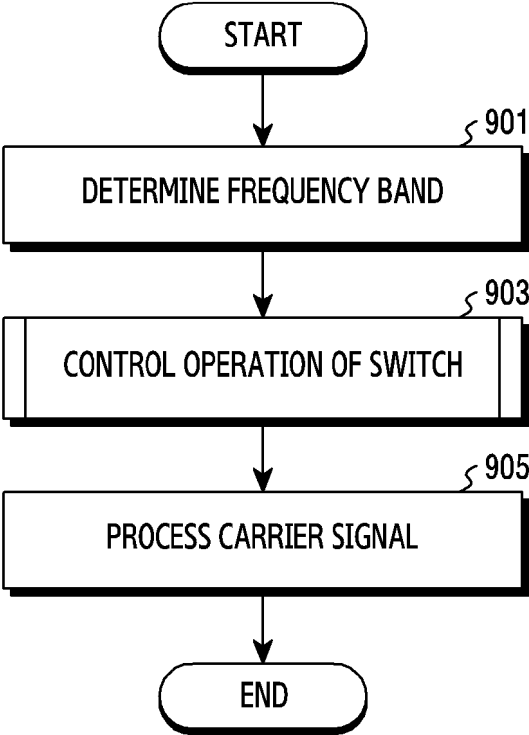 START
901
DETERMINE FREQUENCY BAND
903
CONTROL OPERATION OF SWITCH
905
PROCESS CARRIER SIGNAL
END